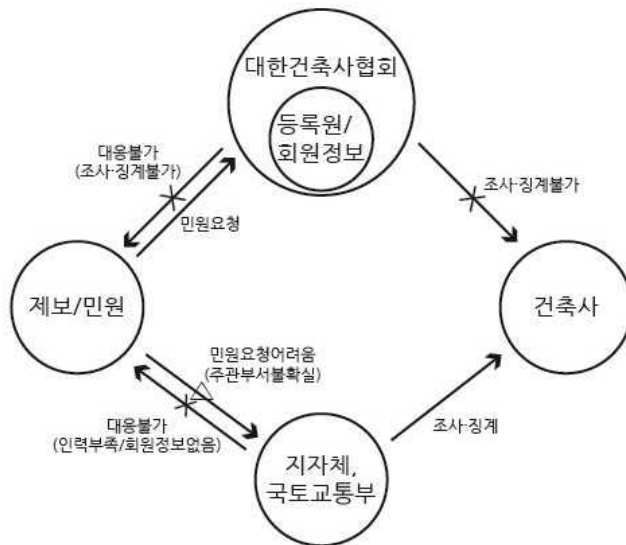 대한건축사협회
등록원/
회원정보
대응불가
(조사·징계불가)
민원요청
조사·징계불가
제보/민원
건축사
민원요청어려움
(주관부서불확실)
대응불가
(인력부족/회원정보없음)
조사·징계
지자체,
국토교통부